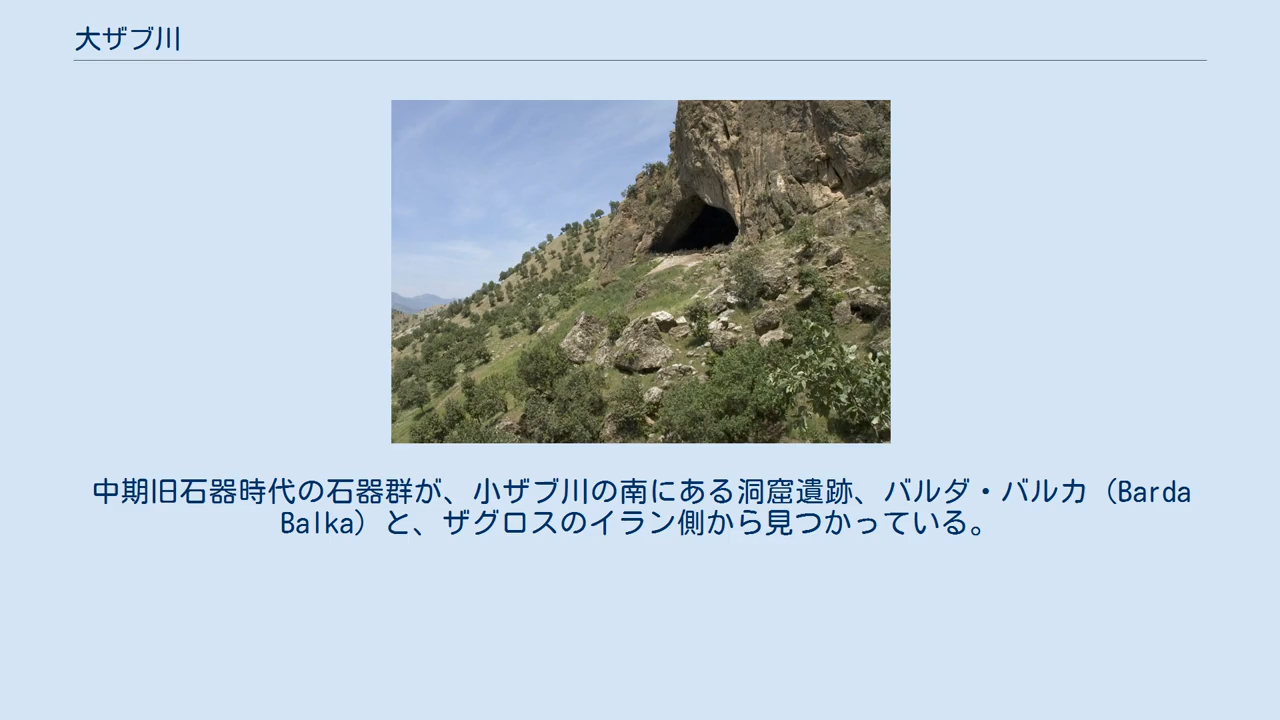 大ザブ川
中期旧石器時代の石器群が、小ザブ川の南にある洞窟遺跡、バルダ・バルカ（Barda
Balka）と、ザグロスのイラン側から見つかっている。